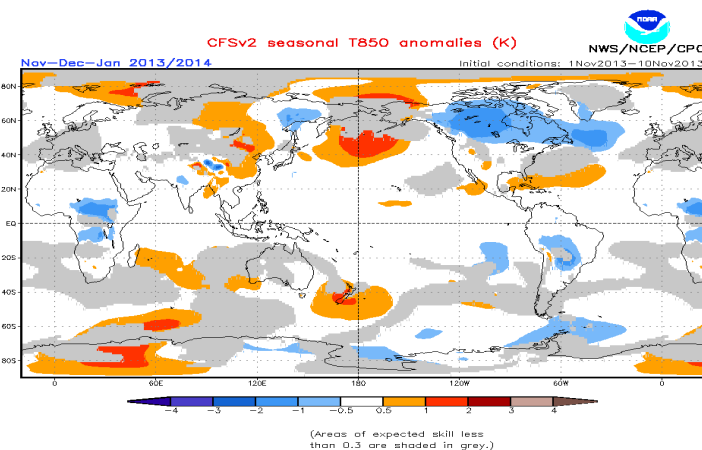 NOAA
CFSv2 seasonal T850 anomalies (K)
NWS/NCEP/CPC
Nov-Dec-Jan 2013/2014
Initial conditions: 1Nov2013-10Nov2013
80N
60N
40N
20N
EQ
20S
40S
60S
80S
0 60E 120E 180 120W 60W 0
-4 -3 -2 -1 -0.5 0.5 1 2 3 4
(Areas of expected skill less
than 0.3 are shaded in grey.)